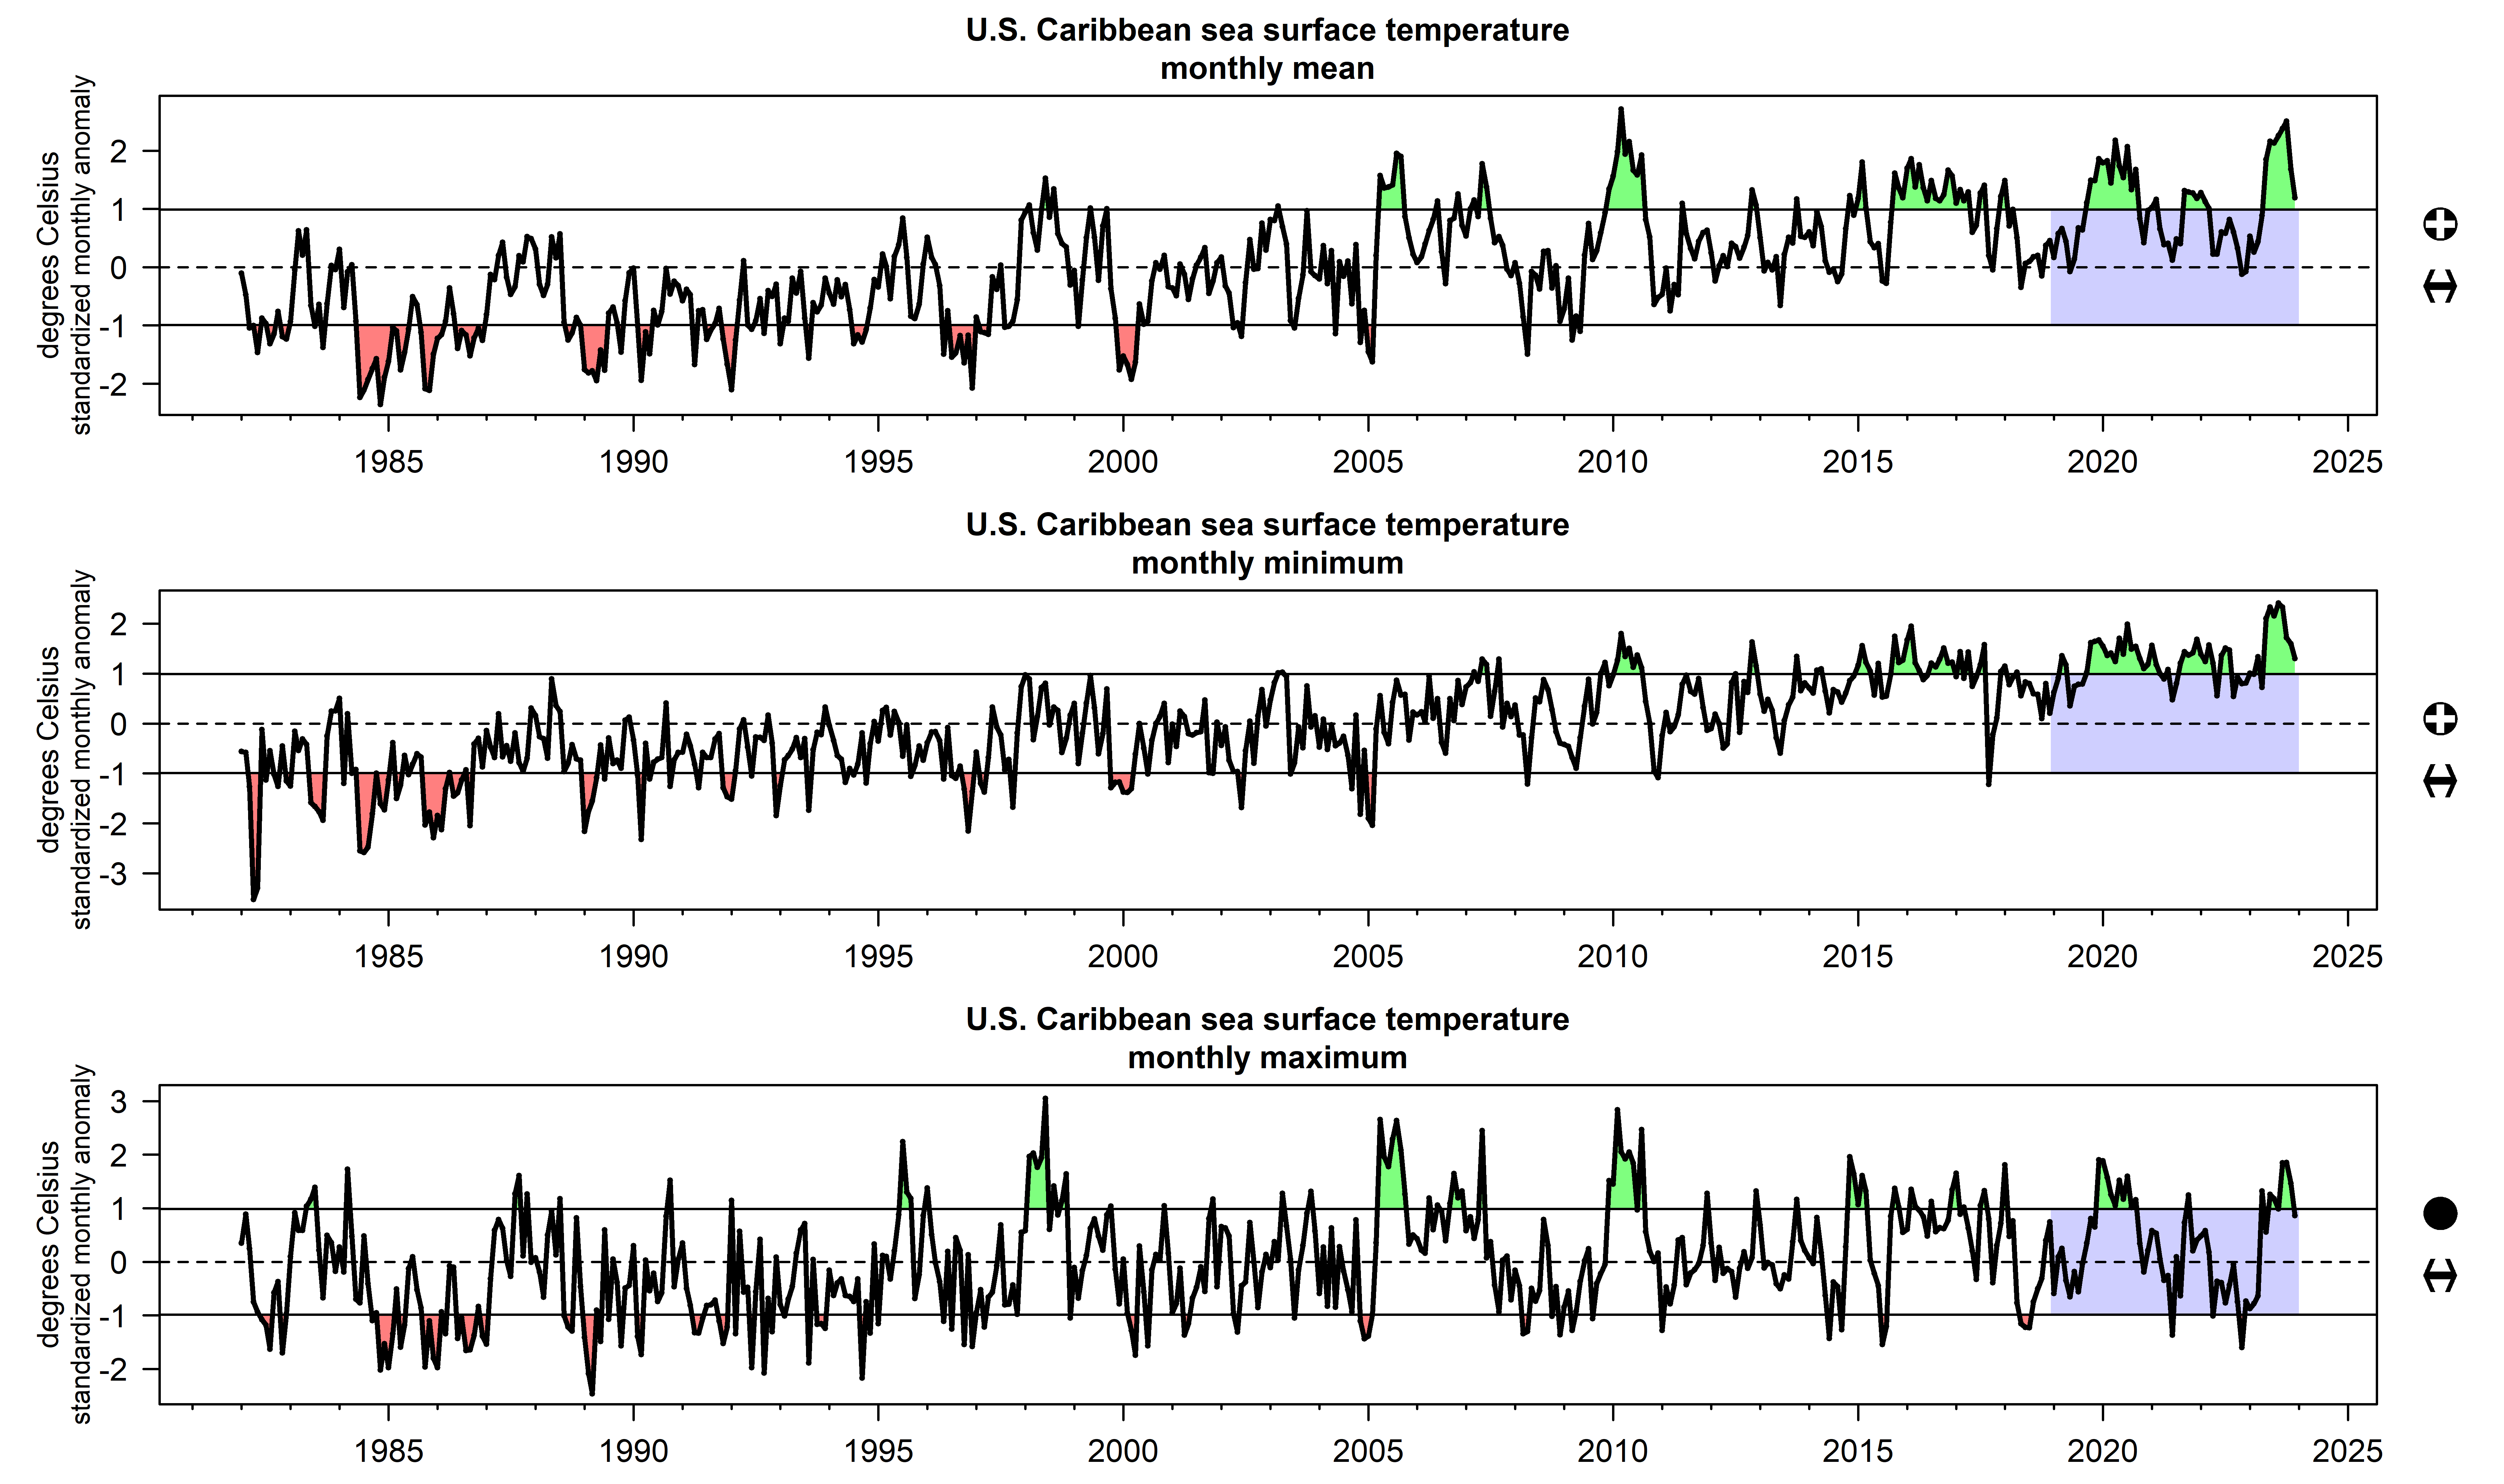 U.S. Caribbean sea surface temperature
monthly mean
degrees Celsius
standardized monthly anomaly
2
1
0
-1
-2
1985 1990 1995 2000 2005 2010 2015 2020 2025
U.S. Caribbean sea surface temperature
monthly minimum
degrees Celsius
standardized monthly anomaly
2
1
0
-1
-2
-3
1985 1990 1995 2000 2005 2010 2015 2020 2025
U.S. Caribbean sea surface temperature
monthly maximum
degrees Celsius
standardized monthly anomaly
3
2
1
0
-1
-2
1985 1990 1995 2000 2005 2010 2015 2020 2025